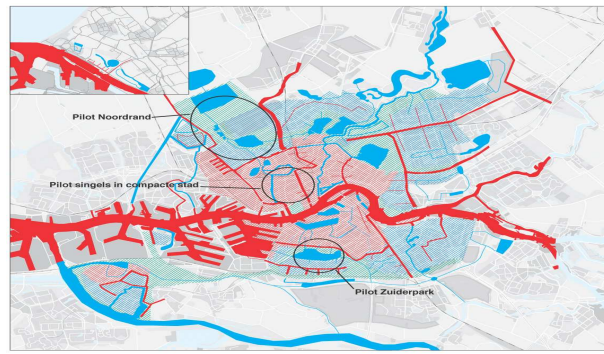 Pilot Noordrand
Pilot singels in compacte stad
Pilot Zuiderpark